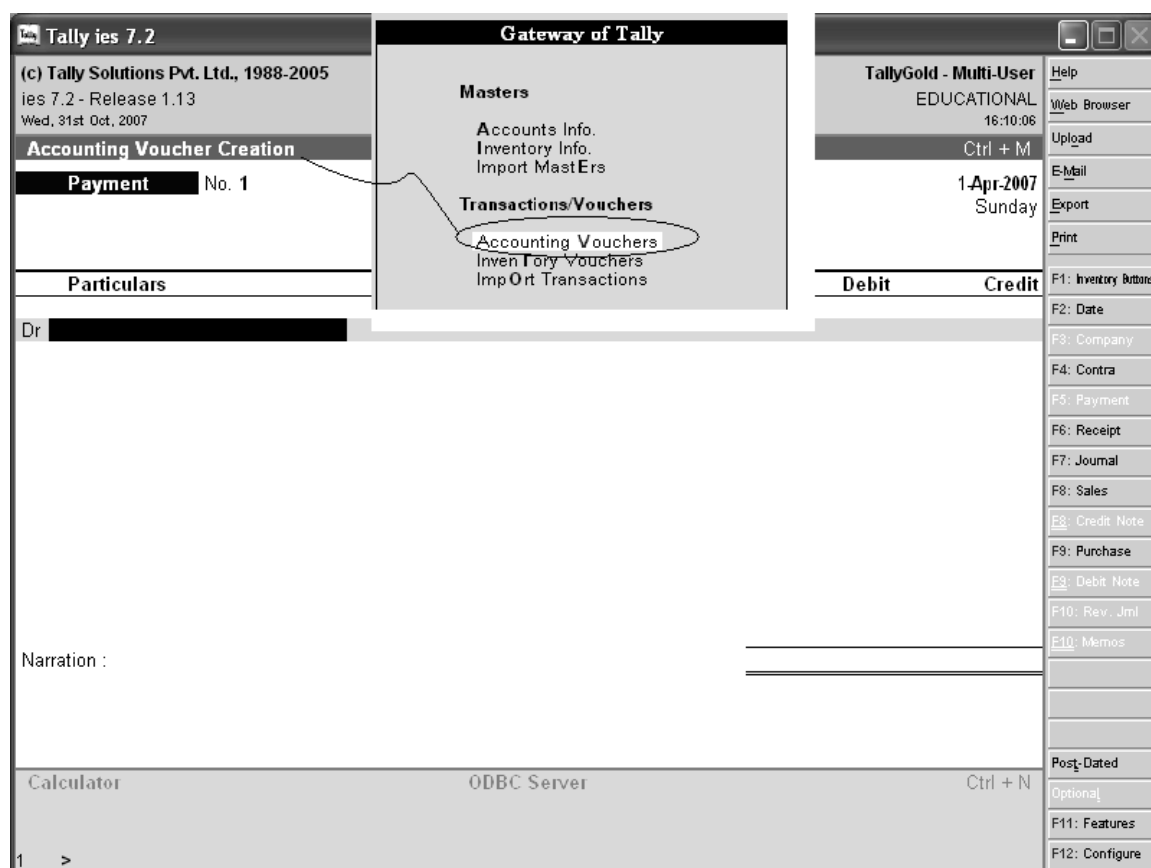 Tally ies 7.2
Gateway of Tally
(c) Tally Solutions Pvt. Ltd., 1988-2005
ies 7.2 - Release 1.13
Wed, 31st Oct, 2007
TallyGold - Multi-User
EDUCATIONAL
16:10:06
Masters
Accounts Info.
Inventory Info.
Import MastErs
Transactions/Vouchers
Accounting Vouchers
InvenTory Vouchers
ImpOrt Transactions
Accounting Voucher Creation
Ctrl + M
Payment No. 1
1-Apr-2007
Sunday
Particulars Debit Credit
Dr
Narration :
Calculator ODBC Server Ctrl + N
1 >
Help
Web Browser
Upload
E-Mail
Export
Print
F1: Inventory Buttons
F2: Date
F3: Company
F4: Contra
F5: Payment
F6: Receipt
F7: Journal
F8: Sales
F8: Credit Note
F9: Purchase
F9: Debit Note
F10: Rev. Jrnl
F10: Memos
Post-Dated
Optional
F11: Features
F12: Configure